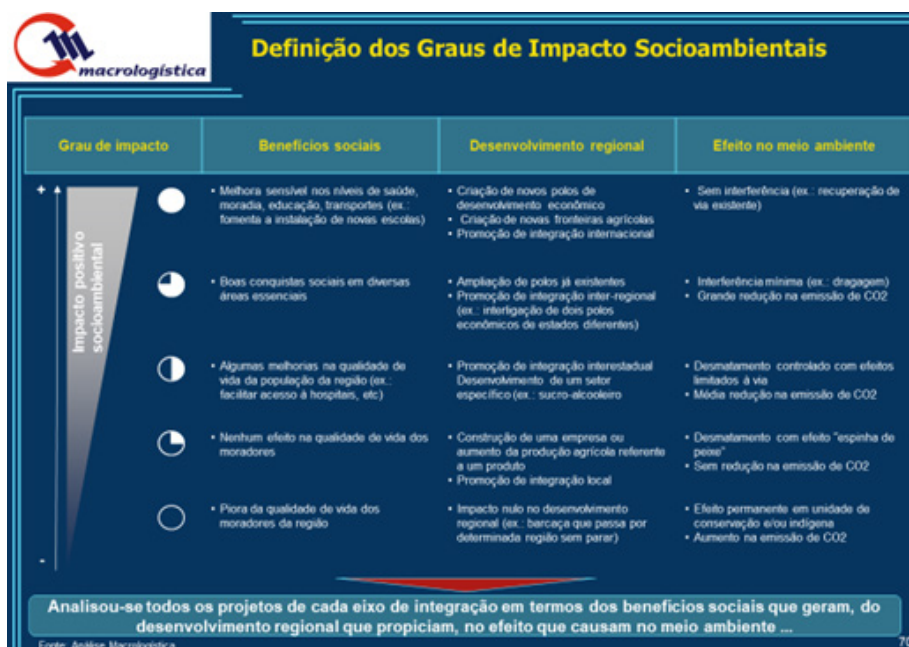 macrologística
Definição dos Graus de Impacto Socioambientais
Grau de impacto
Benefícios sociais
Desenvolvimento regional
Efeito no meio ambiente
+
Impacto positivo
socioambiental
-
▪ Melhora sensível nos níveis de saúde,
moradia, educação, transportes (ex.:
fomenta a instalação de novas escolas)
▪ Criação de novos polos de
desenvolvimento econômico
▪ Criação de novas fronteiras agrícolas
▪ Promoção de integração internacional
▪ Sem interferência (ex.: recuperação de
via existente)
▪ Boas conquistas sociais em diversas
áreas essenciais
▪ Ampliação de polos já existentes
▪ Promoção de integração inter-regional
(ex.: interligação de dois polos
econômicos de estados diferentes)
▪ Interferência mínima (ex.: dragagem)
▪ Grande redução na emissão de CO2
▪ Algumas melhorias na qualidade de
vida da população da região (ex.:
facilitar acesso à hospitais, etc)
▪ Promoção de integração interestadual
Desenvolvimento de um setor
específico (ex.: sucro-alcooleiro
▪ Desmatamento controlado com efeitos
limitados à via
▪ Média redução na emissão de CO2
▪ Nenhum efeito na qualidade de vida dos
moradores
▪ Construção de uma empresa ou
aumento da produção agrícola referente
a um produto
▪ Promoção de integração local
▪ Desmatamento com efeito "espinha de
peixe"
▪ Sem redução na emissão de CO2
▪ Piora da qualidade de vida dos
moradores da região
▪ Impacto nulo no desenvolvimento
regional (ex.: barcaça que passa por
determinada região sem parar)
▪ Efeito permanente em unidade de
conservação e/ou indígena
▪ Aumento na emissão de CO2
Analisou-se todos os projetos de cada eixo de integração em termos dos benefícios sociais que geram, do
desenvolvimento regional que propiciam, no efeito que causam no meio ambiente ...
Fonte: Análise Macrologística